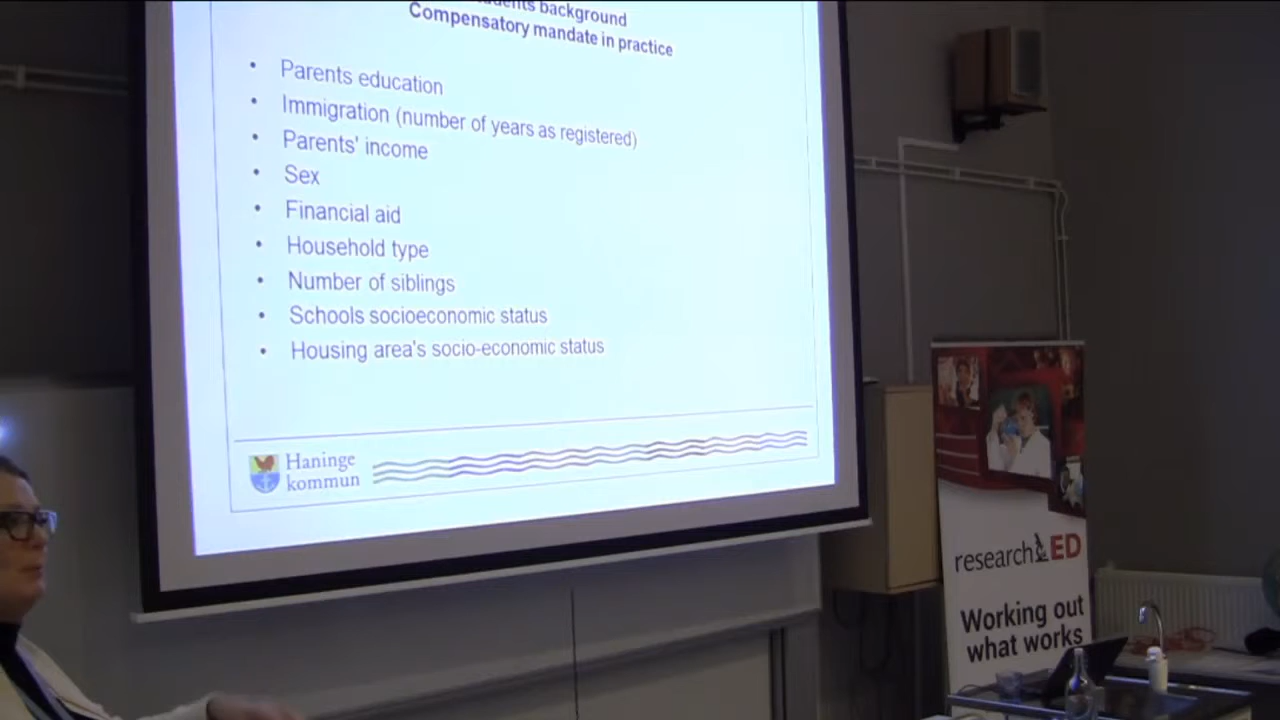 background
Compensatory mandate in practice
• Parents education
• Immigration (number of years as registered)
• Parents' income
• Sex
• Financial aid
• Household type
• Number of siblings
• Schools socioeconomic status
• Housing area's socio-economic status
Haninge
kommun
researchED
Working out
what works